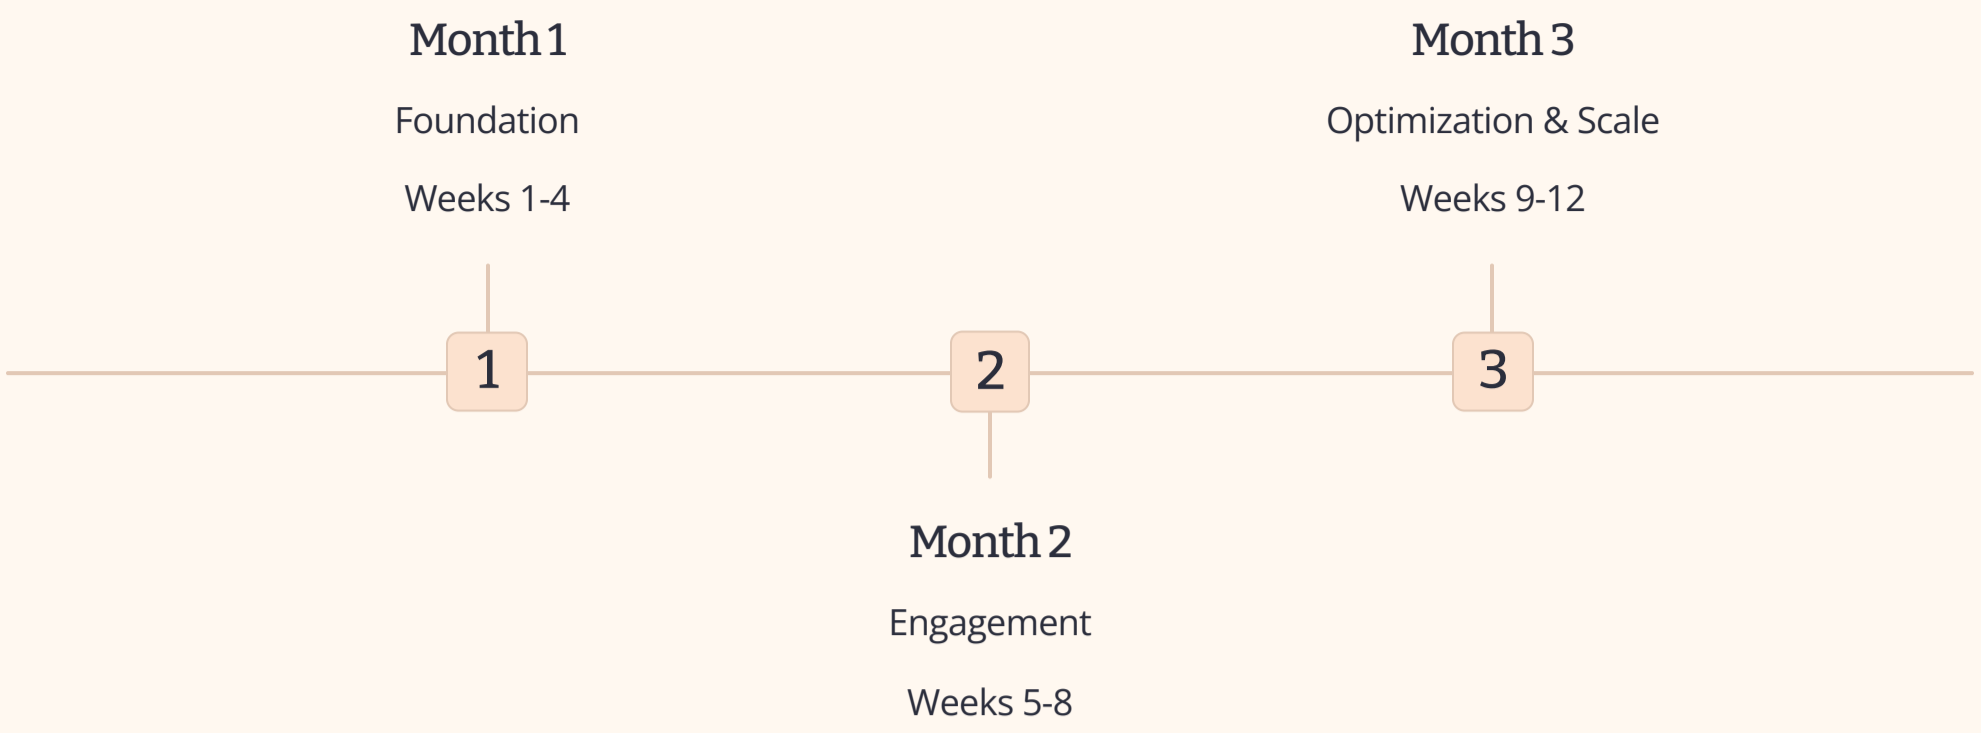 Month 1
Foundation
Weeks 1-4
1
2
Month 2
Engagement
Weeks 5-8
Month 3
Optimization & Scale
Weeks 9-12
3